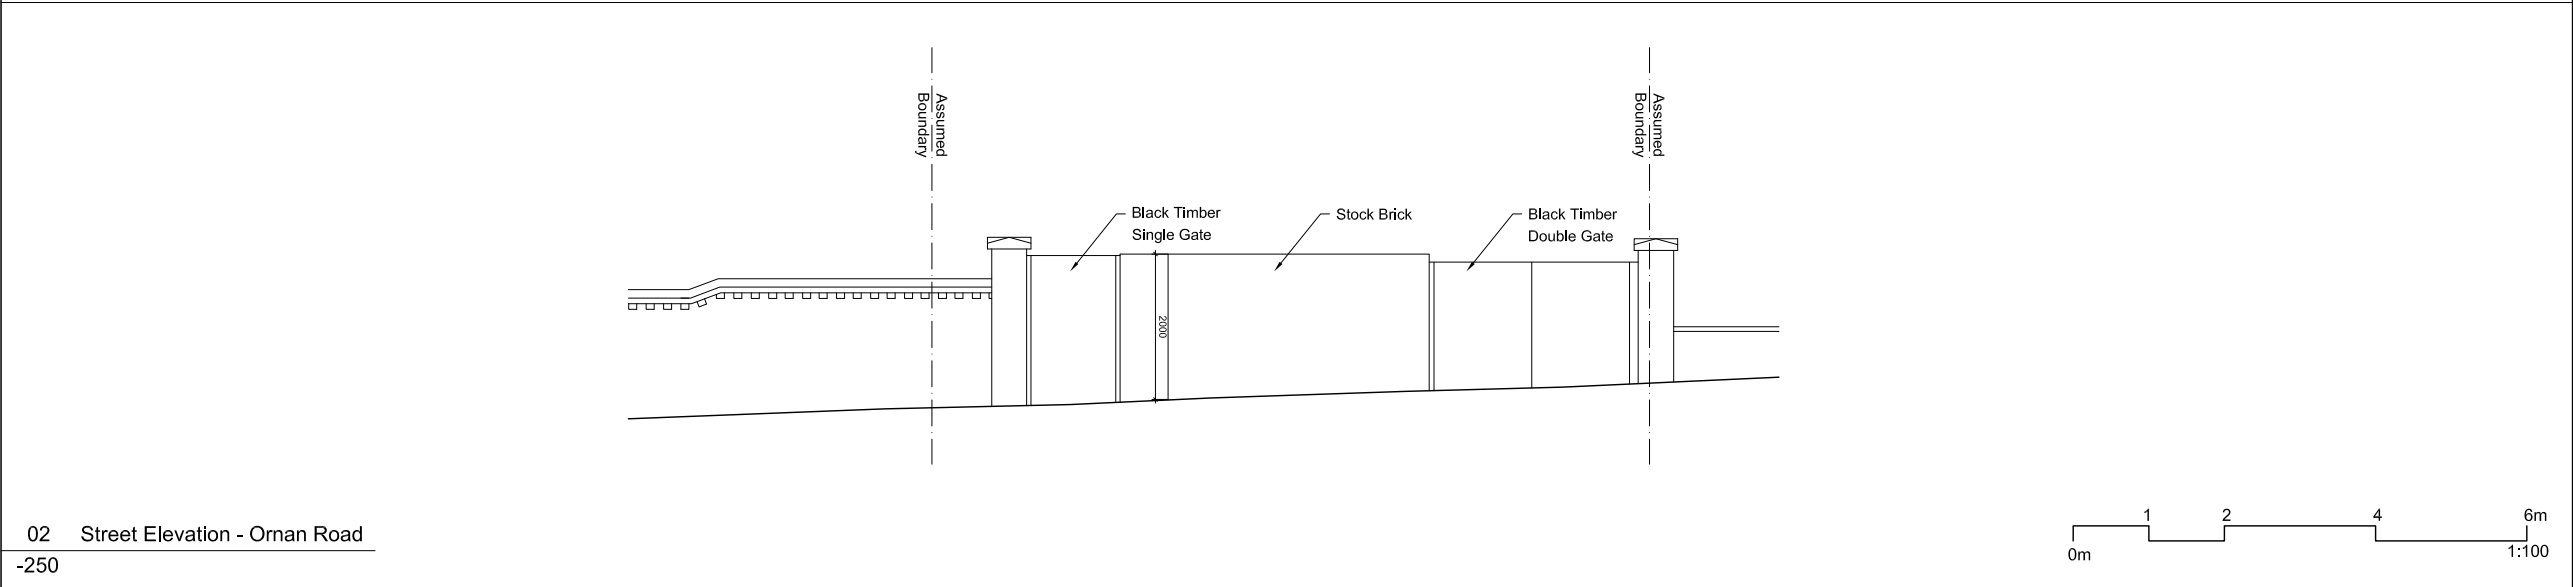 Assumed
Boundary
Assumed
Boundary
Black Timber
Single Gate
Stock Brick
Black Timber
Double Gate
2000
02 Street Elevation - Ornan Road
-250
1 2 4 6m
0m 1:100